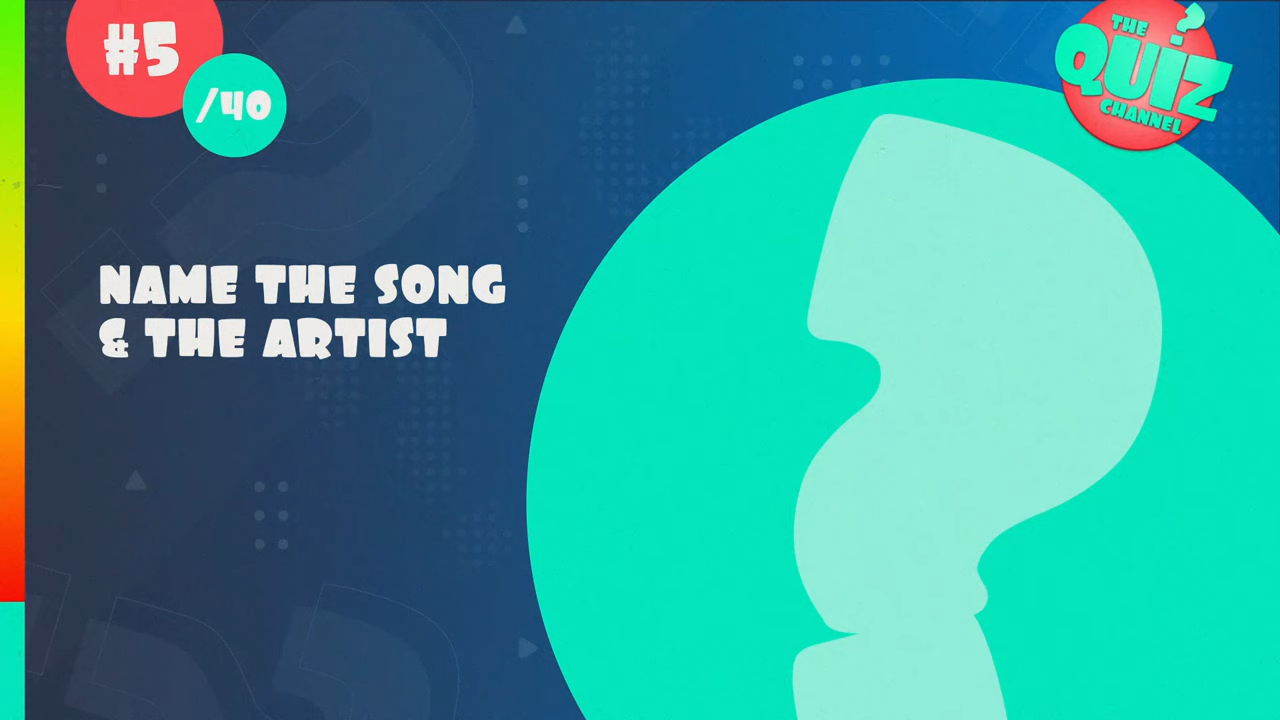 #5
/40
THE
QUIZ
CHANNEL
NAME THE SONG
& THE ARTIST